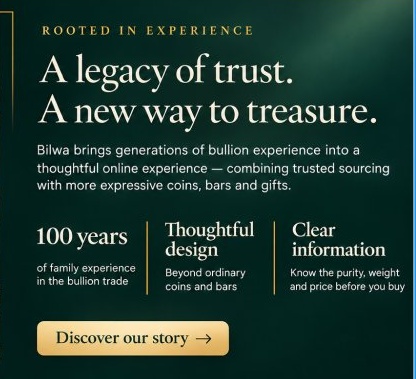 ROOTED IN EXPERIENCE
A legacy of trust.
A new way to treasure.
Bilwa brings generations of bullion experience into a
thoughtful online experience — combining trusted sourcing
with more expressive coins, bars and gifts.
100 years
of family experience
in the bullion trade
Thoughtful
design
Beyond ordinary
coins and bars
Clear
information
Know the purity, weight
and price before you buy
Discover our story →